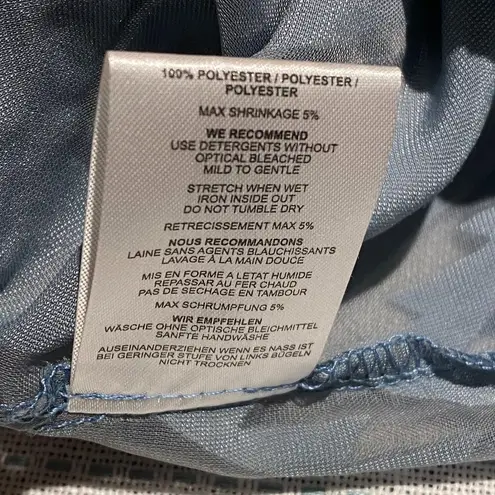 100% POLYESTER / POLYESTER /
POLYESTER
MAX SHRINKAGE 5%
WE RECOMMEND
USE DETERGENTS WITHOUT
OPTICAL BLEACHED
MILD TO GENTLE
STRETCH WHEN WET
IRON INSIDE OUT
DO NOT TUMBLE DRY
RETRECISSEMENT MAX 5%
NOUS RECOMMANDONS
LAINE SANS AGENTS BLAUCHISSANTS
LAVAGE À LA MAIN DOUCE
MIS EN FORME A LETAT HUMIDE
REPASSAR AU FER CHAUD
PAS DE SECHAGE EN TAMBOUR
MAX SCHRUMPFUNG 5%
WIR EMPFEHLEN
WÄSCHE OHNE OPTISCHE BLEICHMITTEL
SANFTE HANDWÄSHE
AUSEINANDERZIEHEN WENN ES NASS IST
BEI GERINGER STUFE VON LINKS BÜGELN
NICHT TROCKNEN